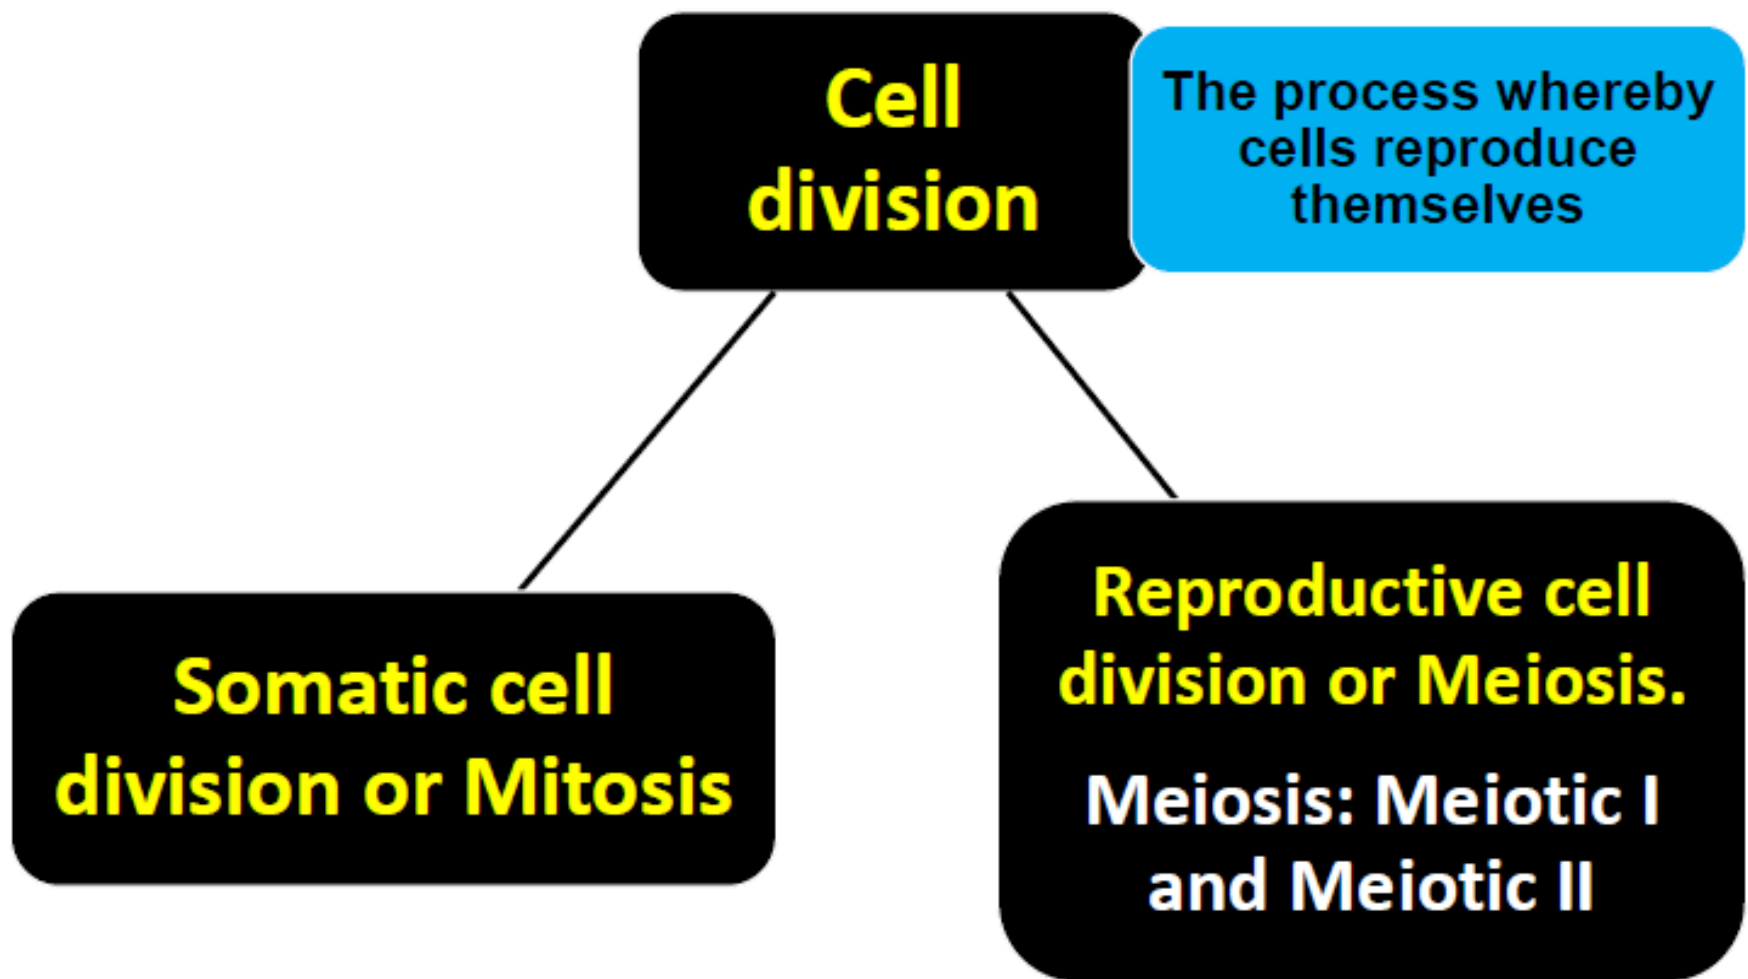 Cell
division
The process whereby
cells reproduce
themselves
Somatic cell
division or Mitosis
Reproductive cell
division or Meiosis.
Meiosis: Meiotic I
and Meiotic II